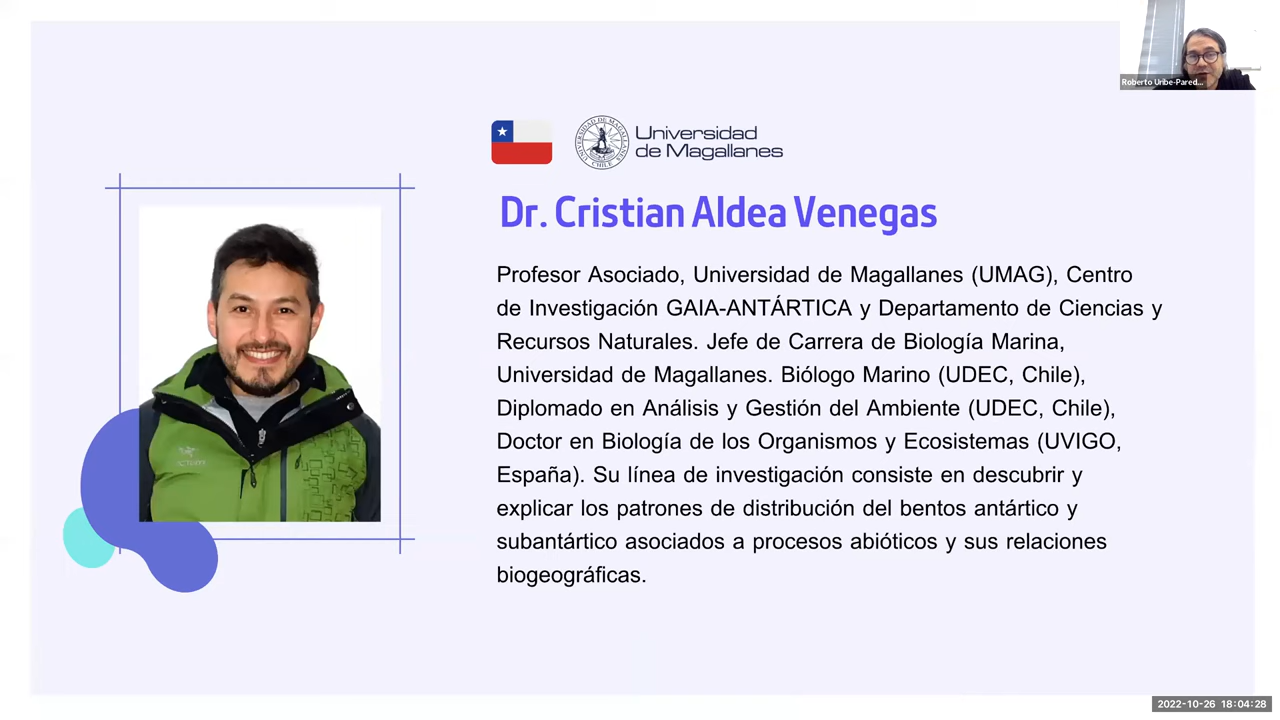 Roberto Uribe-Pared...
UNIVERSIDAD DE MAGALLANES
CHILE
Universidad
de Magallanes
Dr. Cristian Aldea Venegas
Profesor Asociado, Universidad de Magallanes (UMAG), Centro
de Investigación GAIA-ANTÁRTICA y Departamento de Ciencias y
Recursos Naturales. Jefe de Carrera de Biología Marina,
Universidad de Magallanes. Biólogo Marino (UDEC, Chile),
Diplomado en Análisis y Gestión del Ambiente (UDEC, Chile),
Doctor en Biología de los Organismos y Ecosistemas (UVIGO,
España). Su línea de investigación consiste en descubrir y
explicar los patrones de distribución del bentos antártico y
subantártico asociados a procesos abióticos y sus relaciones
biogeográficas.
2022-10-26 18:04:28